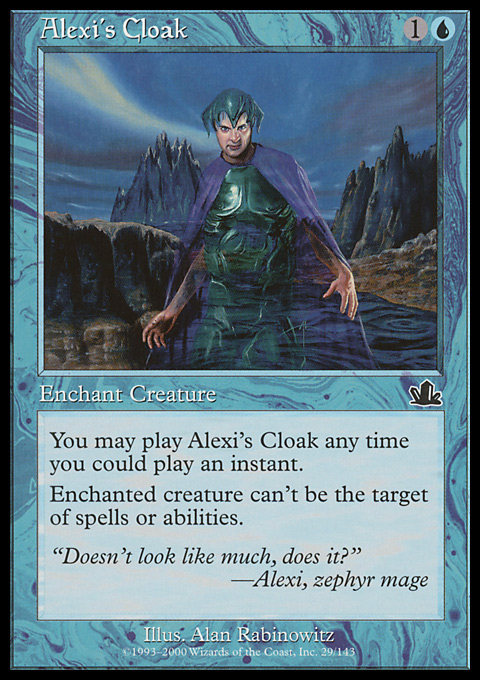 Alexi's Cloak 1
Enchant Creature
You may play Alexi's Cloak any time
you could play an instant.
Enchanted creature can't be the target
of spells or abilities.
“Doesn't look like much, does it?”
—Alexi, zephyr mage
Illus. Alan Rabinowitz
©1993–2000 Wizards of the Coast, Inc. 29/143